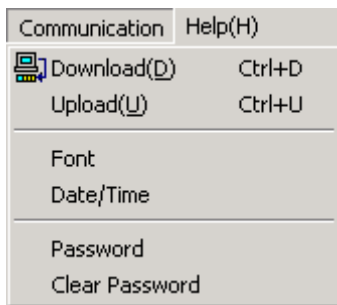 Communication Help(H)
Download(D) Ctrl+D
Upload(U) Ctrl+U
Font
Date/Time
Password
Clear Password